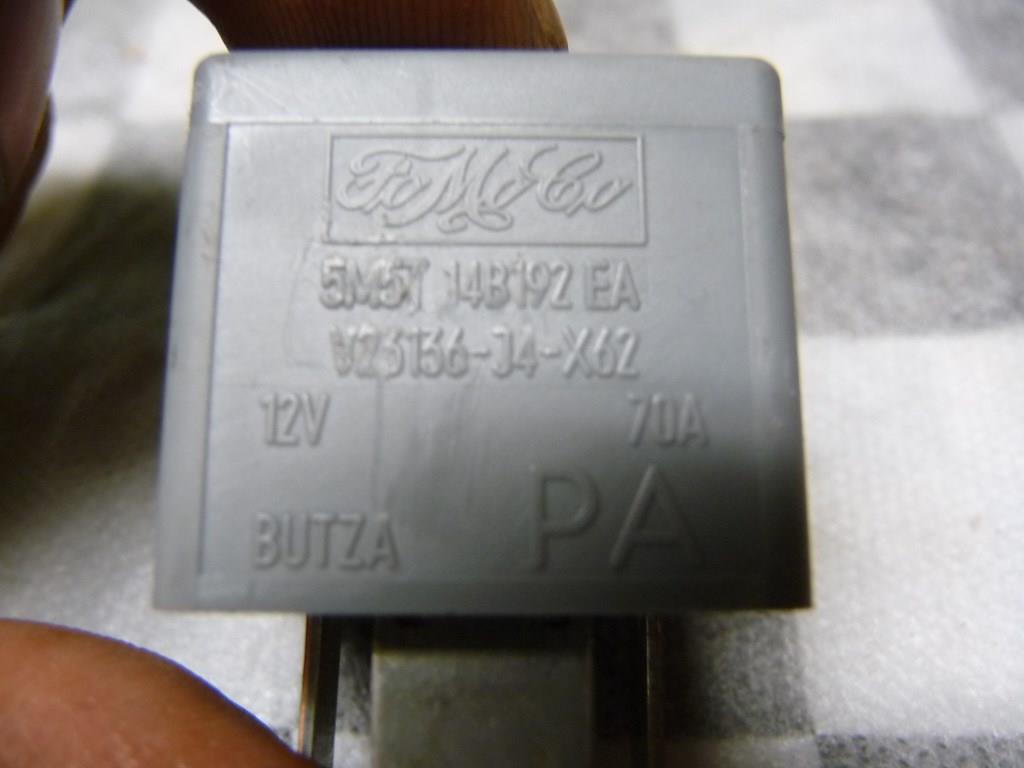 FoMoCo
5M5T 14B192 EA
V23136-J4-X62
12V 70A
BUTZA PA